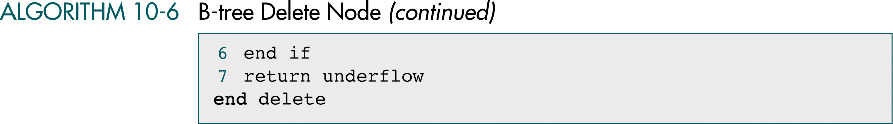 ALGORITHM 10-6 B-tree Delete Node (continued)
6 end if
7 return underflow
end delete